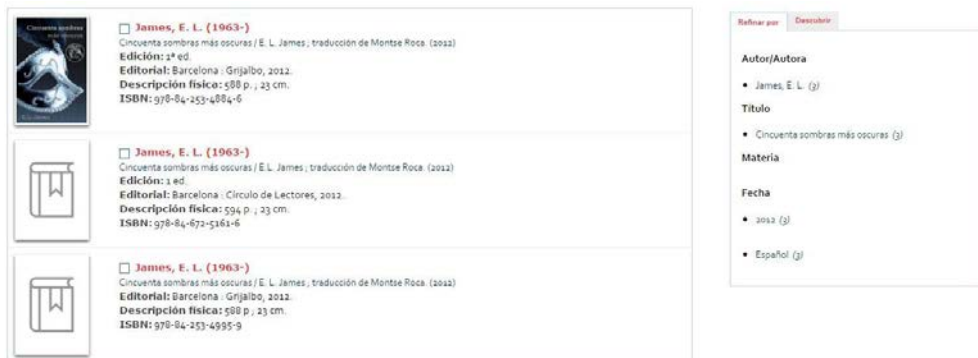 Cincuenta sombras
E. L. James
James, E. L. (1963-)
Cincuenta sombras más oscuras / E. L. James ; traducción de Montse Roca. (2012)
Edición: 1ª ed.
Editorial: Barcelona : Grijalbo, 2012.
Descripción física: 588 p. ; 23 cm.
ISBN: 978-84-253-4884-6
James, E. L. (1963-)
Cincuenta sombras más oscuras / E.L. James ; traducción de Montse Roca. (2012)
Edición: 1 ed.
Editorial: Barcelona : Círculo de Lectores, 2012.
Descripción física: 594 p. ; 23 cm.
ISBN: 978-84-672-5161-6
James, E. L. (1963-)
Cincuenta sombras más oscuras / E. L. James ; traducción de Montse Roca. (2012)
Editorial: Barcelona : Grijalbo, 2012.
Descripción física: 588 p ; 23 cm.
ISBN: 978-84-253-4995-9
Refinar por Descubrir
Autor/Autora
James, E. L. (3)
Título
Cincuenta sombras más oscuras (3)
Materia
Fecha
2012 (3)
Español (3)